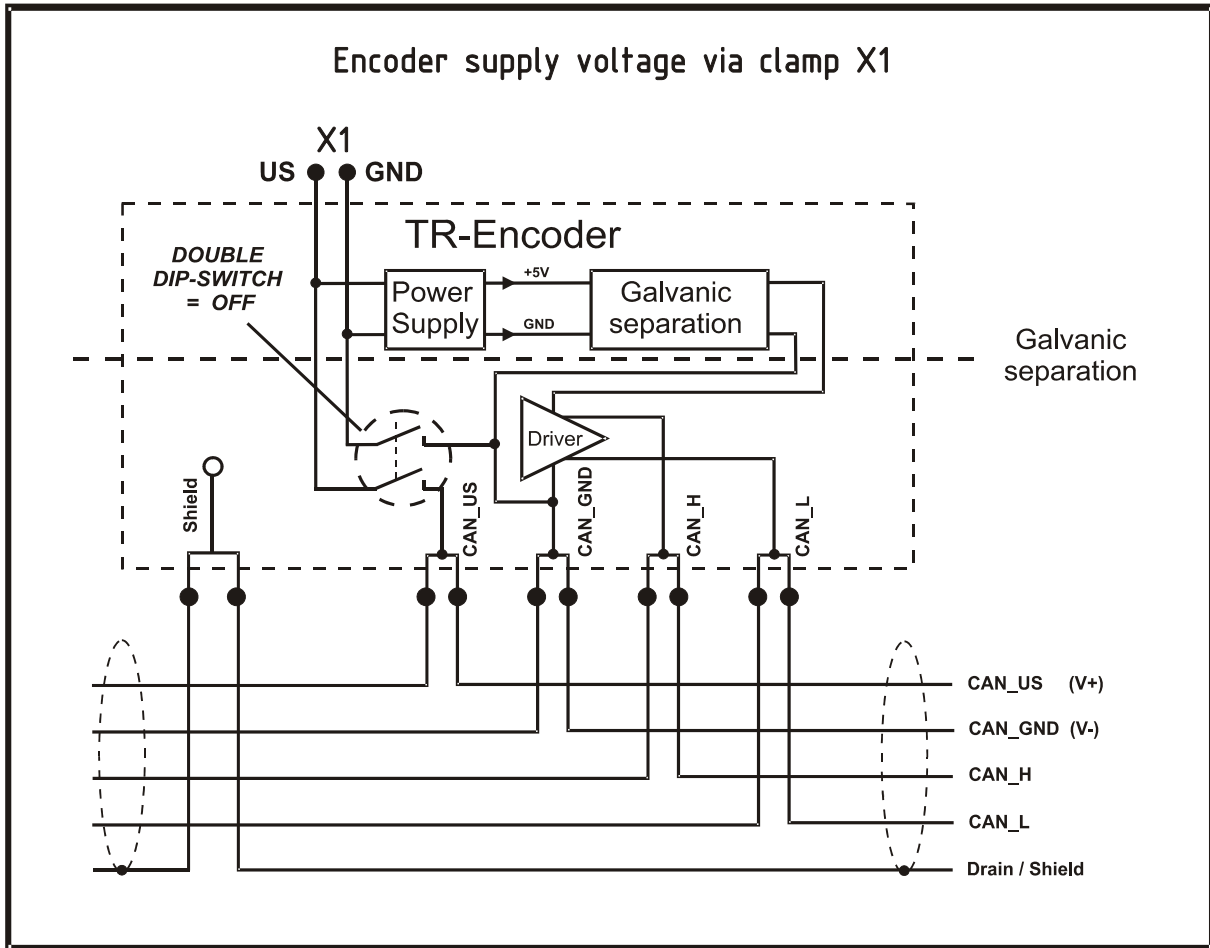 Encoder supply voltage via clamp X1
X1
US GND
TR-Encoder
DOUBLE
DIP-SWITCH
= OFF
Power
Supply
+5V
GND
Galvanic
separation
Galvanic
separation
Driver
Shield
CAN_US
CAN_GND
CAN_H
CAN_L
CAN_US (V+)
CAN_GND (V-)
CAN_H
CAN_L
Drain / Shield